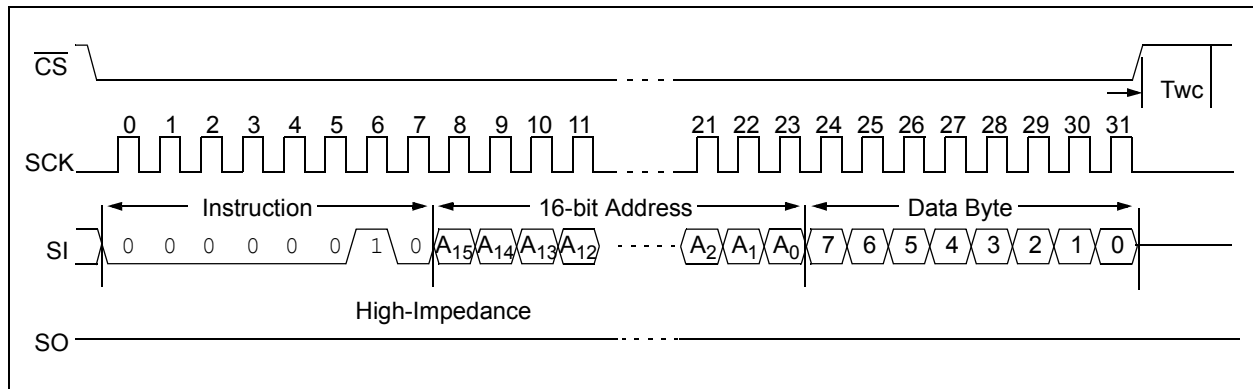 CS
Twc
0 1 2 3 4 5 6 7 8 9 10 11 21 22 23 24 25 26 27 28 29 30 31
SCK
Instruction 16-bit Address Data Byte
SI 0 0 0 0 0 0 1 0 A15 A14 A13 A12 A2 A1 A0 7 6 5 4 3 2 1 0
High-Impedance
SO